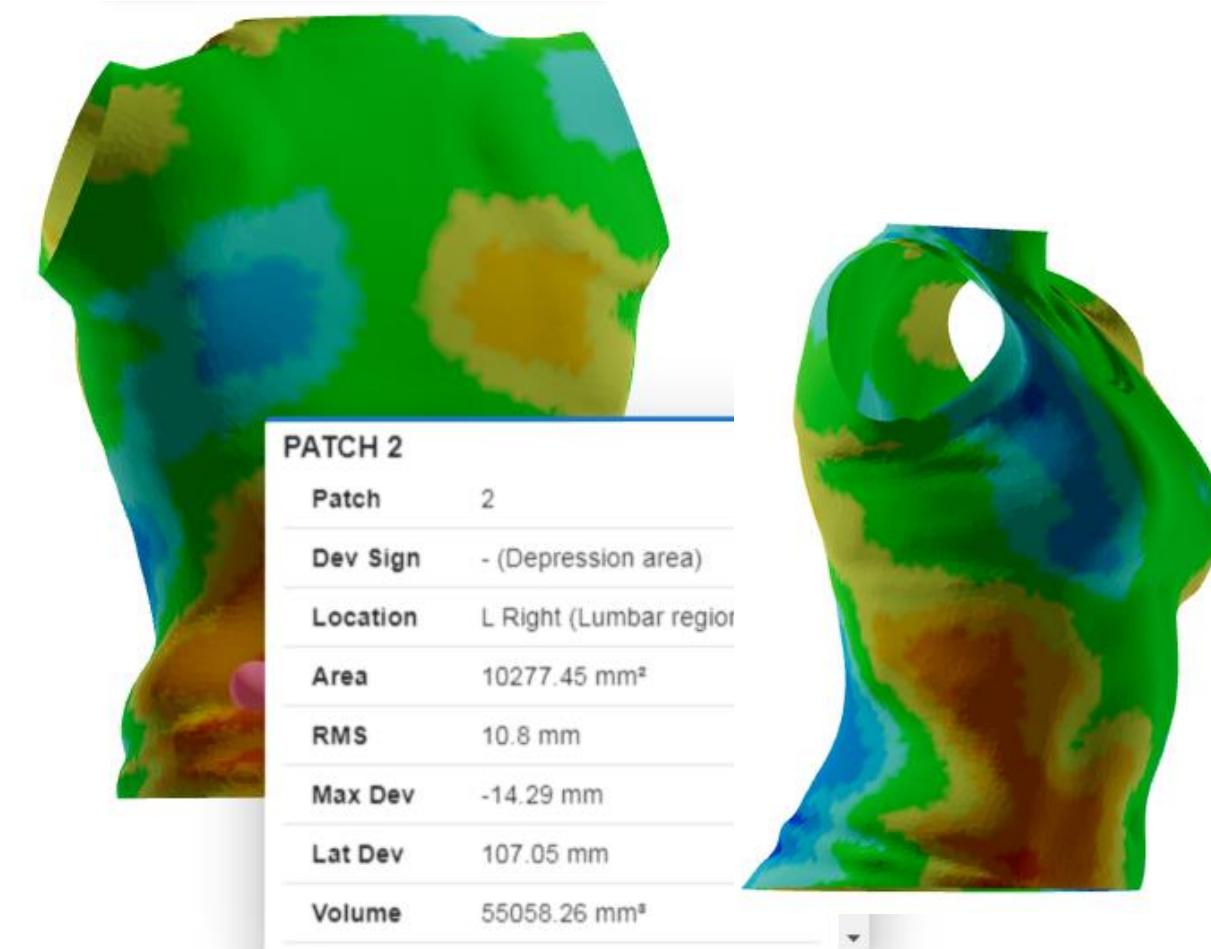 PATCH 2
Patch 2
Dev Sign - (Depression area)
Location L Right (Lumbar region
Area 10277.45 mm²
RMS 10.8 mm
Max Dev -14.29 mm
Lat Dev 107.05 mm
Volume 55058.26 mm³